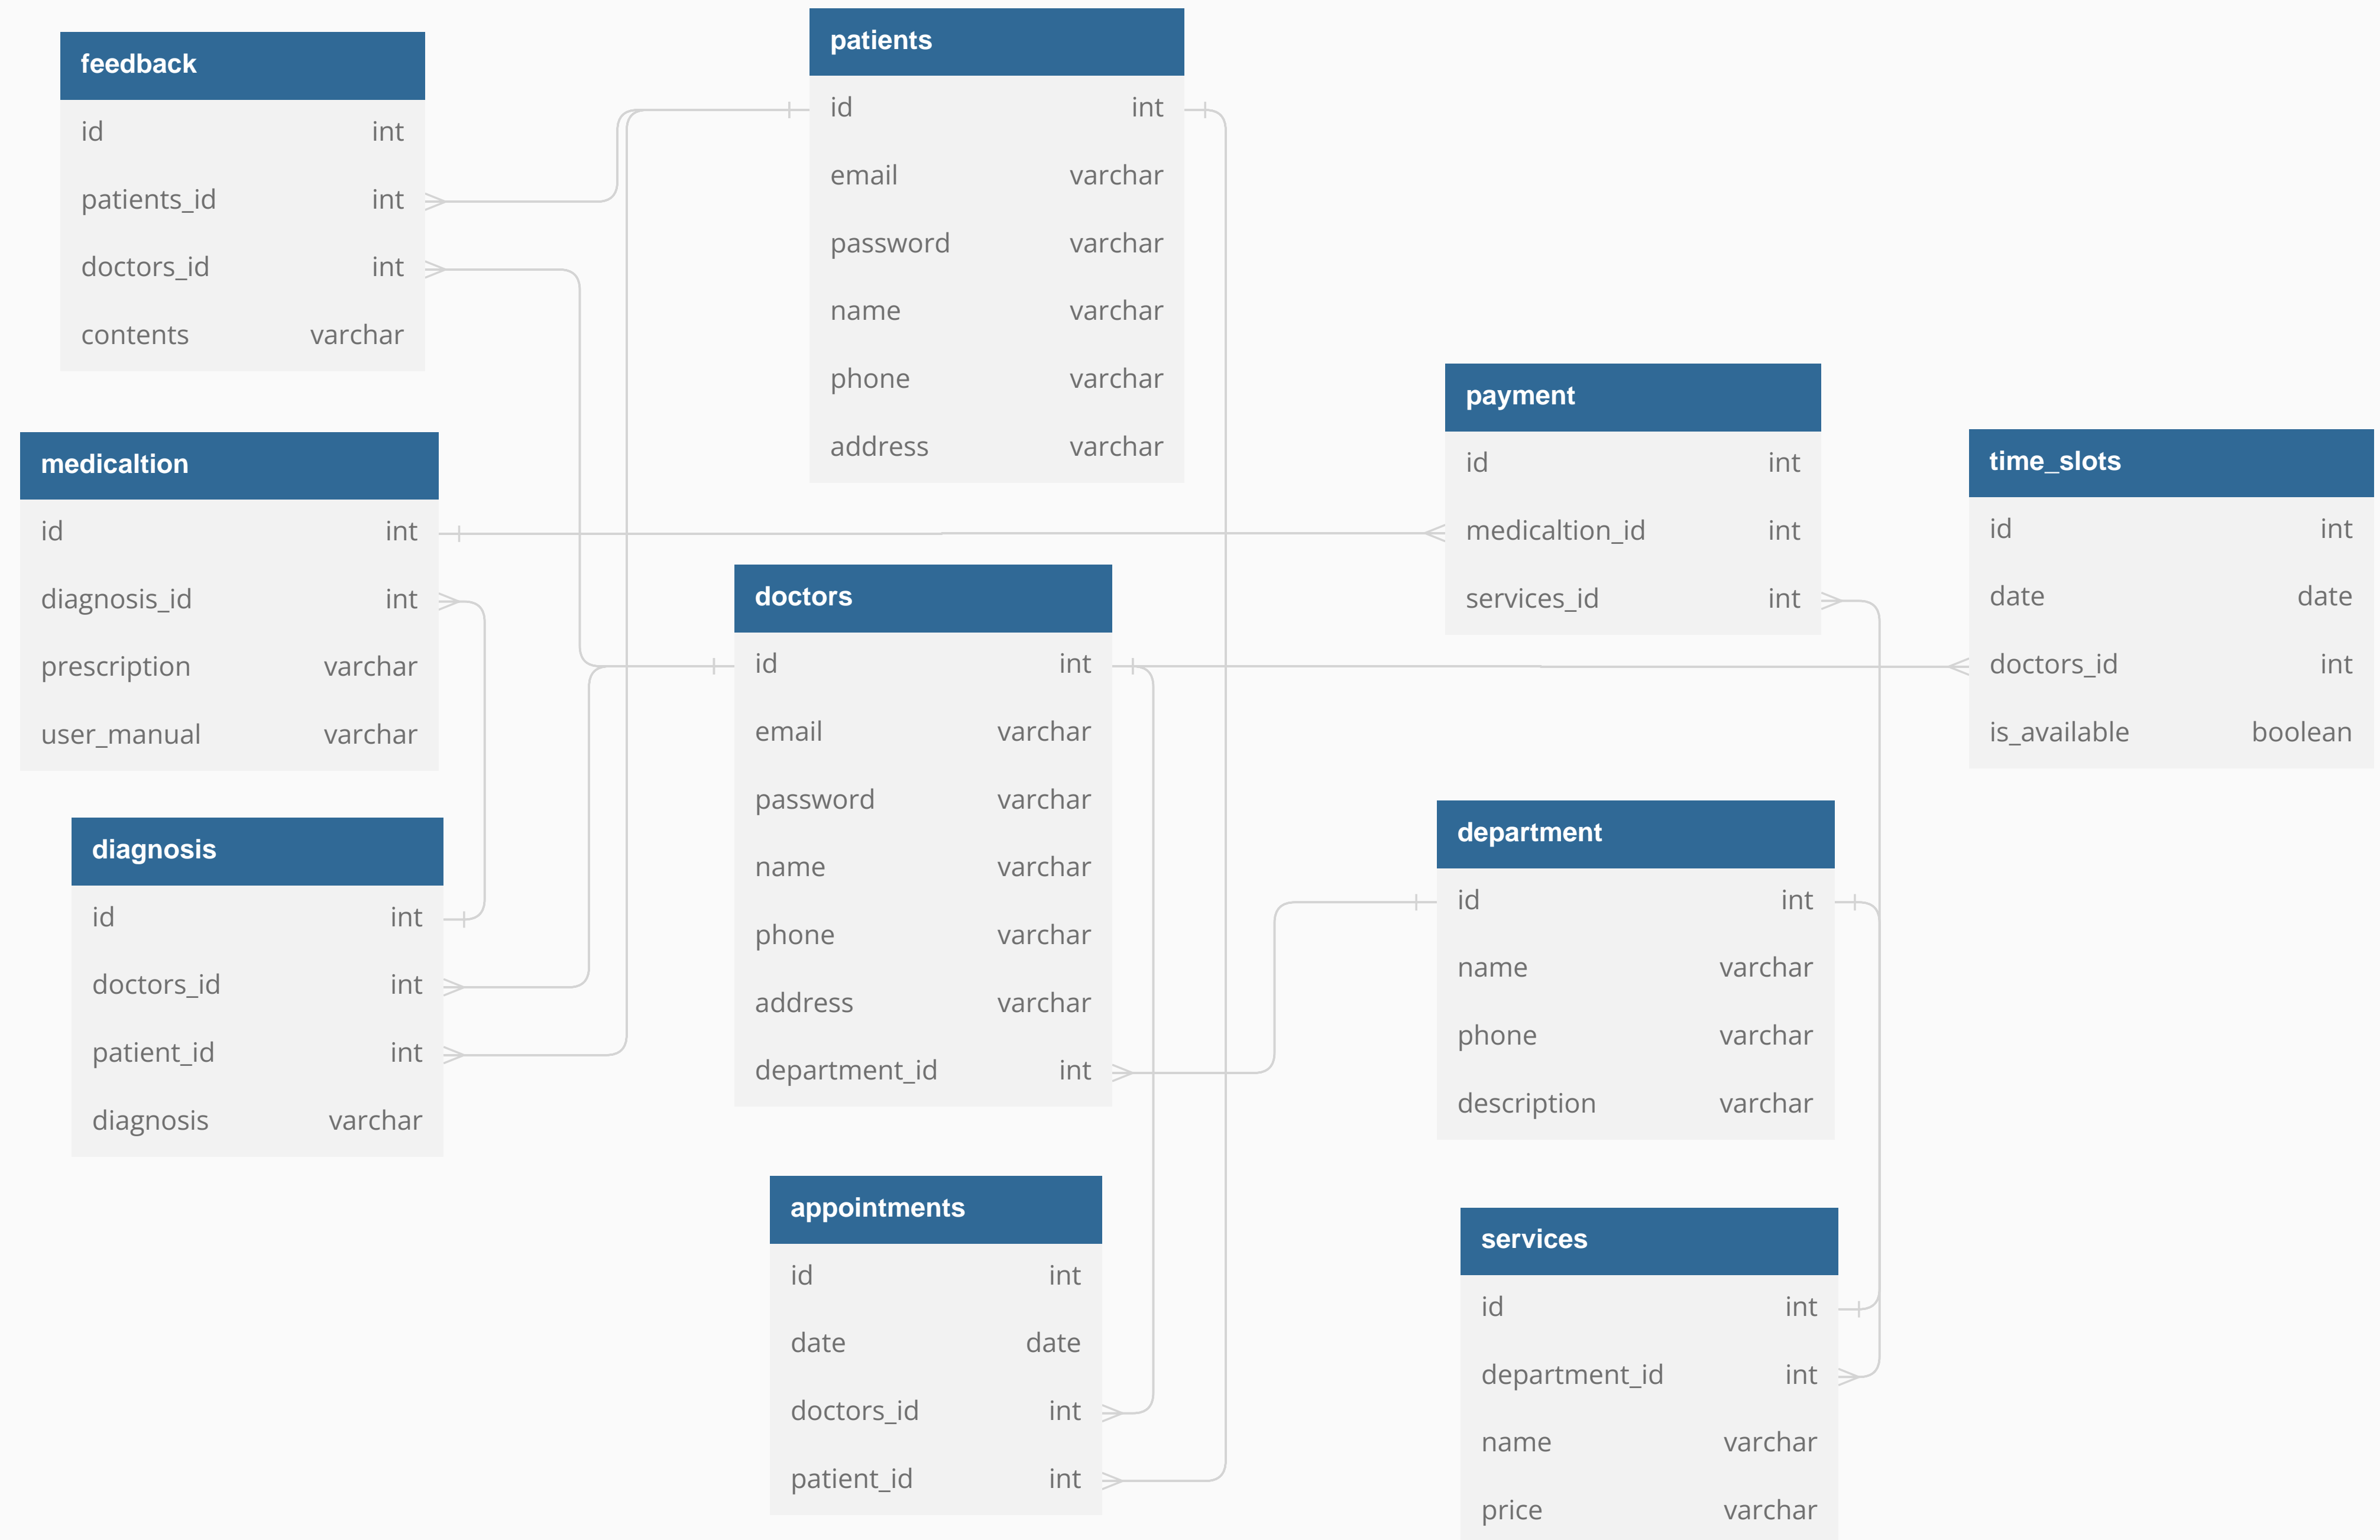 feedback
id int
patients_id int
doctors_id int
contents varchar
patients
id int
email varchar
password varchar
name varchar
phone varchar
address varchar
payment
id int
medicaltion_id int
services_id int
time_slots
id int
date date
doctors_id int
is_available boolean
medicaltion
id int
diagnosis_id int
prescription varchar
user_manual varchar
doctors
id int
email varchar
password varchar
name varchar
phone varchar
address varchar
department_id int
diagnosis
id int
doctors_id int
patient_id int
diagnosis varchar
department
id int
name varchar
phone varchar
description varchar
appointments
id int
date date
doctors_id int
patient_id int
services
id int
department_id int
name varchar
price varchar